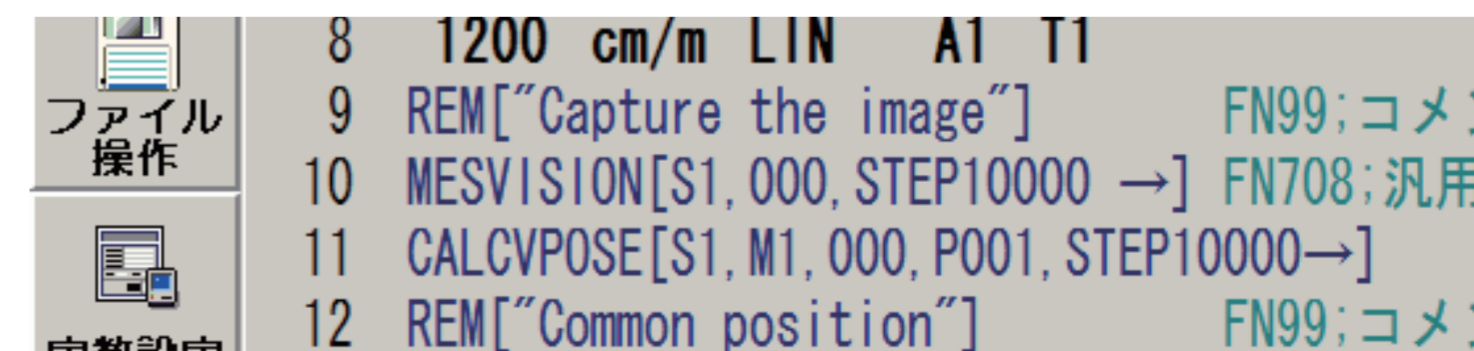 ファイル
操作
8 1200 cm/m LIN A1 T1
9 REM["Capture the image"] FN99;コメ
10 MESVISION[S1,000,STEP10000 →] FN708;汎用
11 CALCVPOSE[S1,M1,000,P001,STEP10000→]
12 REM["Common position"] FN99;コメ